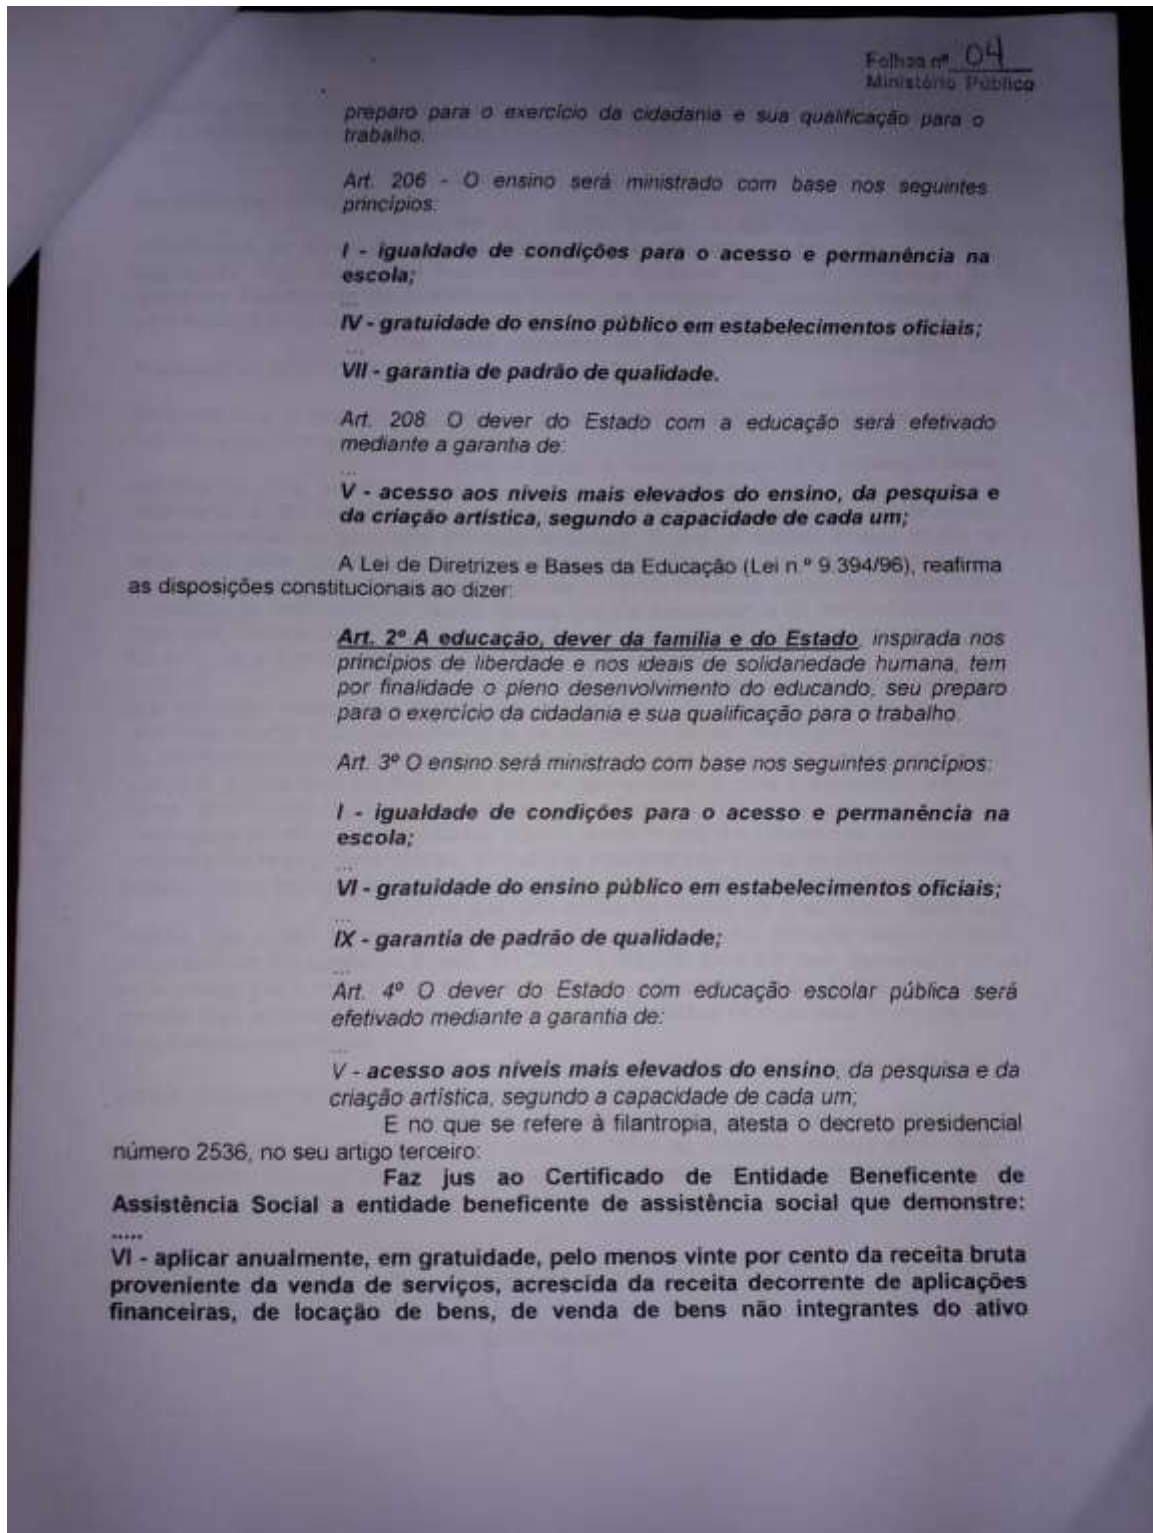 Folhas nº 04
Ministério Público
preparo para o exercício da cidadania e sua qualificação para o
trabalho.
Art. 206 - O ensino será ministrado com base nos seguintes
princípios:
I - igualdade de condições para o acesso e permanência na
escola;
...
IV - gratuidade do ensino público em estabelecimentos oficiais;
...
VII - garantia de padrão de qualidade.
Art. 208. O dever do Estado com a educação será efetivado
mediante a garantia de:
...
V - acesso aos níveis mais elevados do ensino, da pesquisa e
da criação artística, segundo a capacidade de cada um;
A Lei de Diretrizes e Bases da Educação (Lei n.º 9.394/96), reafirma
as disposições constitucionais ao dizer:
Art. 2º A educação, dever da família e do Estado, inspirada nos
princípios de liberdade e nos ideais de solidariedade humana, tem
por finalidade o pleno desenvolvimento do educando, seu preparo
para o exercício da cidadania e sua qualificação para o trabalho.
Art. 3º O ensino será ministrado com base nos seguintes princípios:
I - igualdade de condições para o acesso e permanência na
escola;
...
VI - gratuidade do ensino público em estabelecimentos oficiais;
...
IX - garantia de padrão de qualidade;
...
Art. 4º O dever do Estado com educação escolar pública será
efetivado mediante a garantia de:
...
V - acesso aos níveis mais elevados do ensino, da pesquisa e da
criação artística, segundo a capacidade de cada um;
E no que se refere à filantropia, atesta o decreto presidencial
número 2536, no seu artigo terceiro:
Faz jus ao Certificado de Entidade Beneficente de
Assistência Social a entidade beneficente de assistência social que demonstre:
.....
VI - aplicar anualmente, em gratuidade, pelo menos vinte por cento da receita bruta
proveniente da venda de serviços, acrescida da receita decorrente de aplicações
financeiras, de locação de bens, de venda de bens não integrantes do ativo